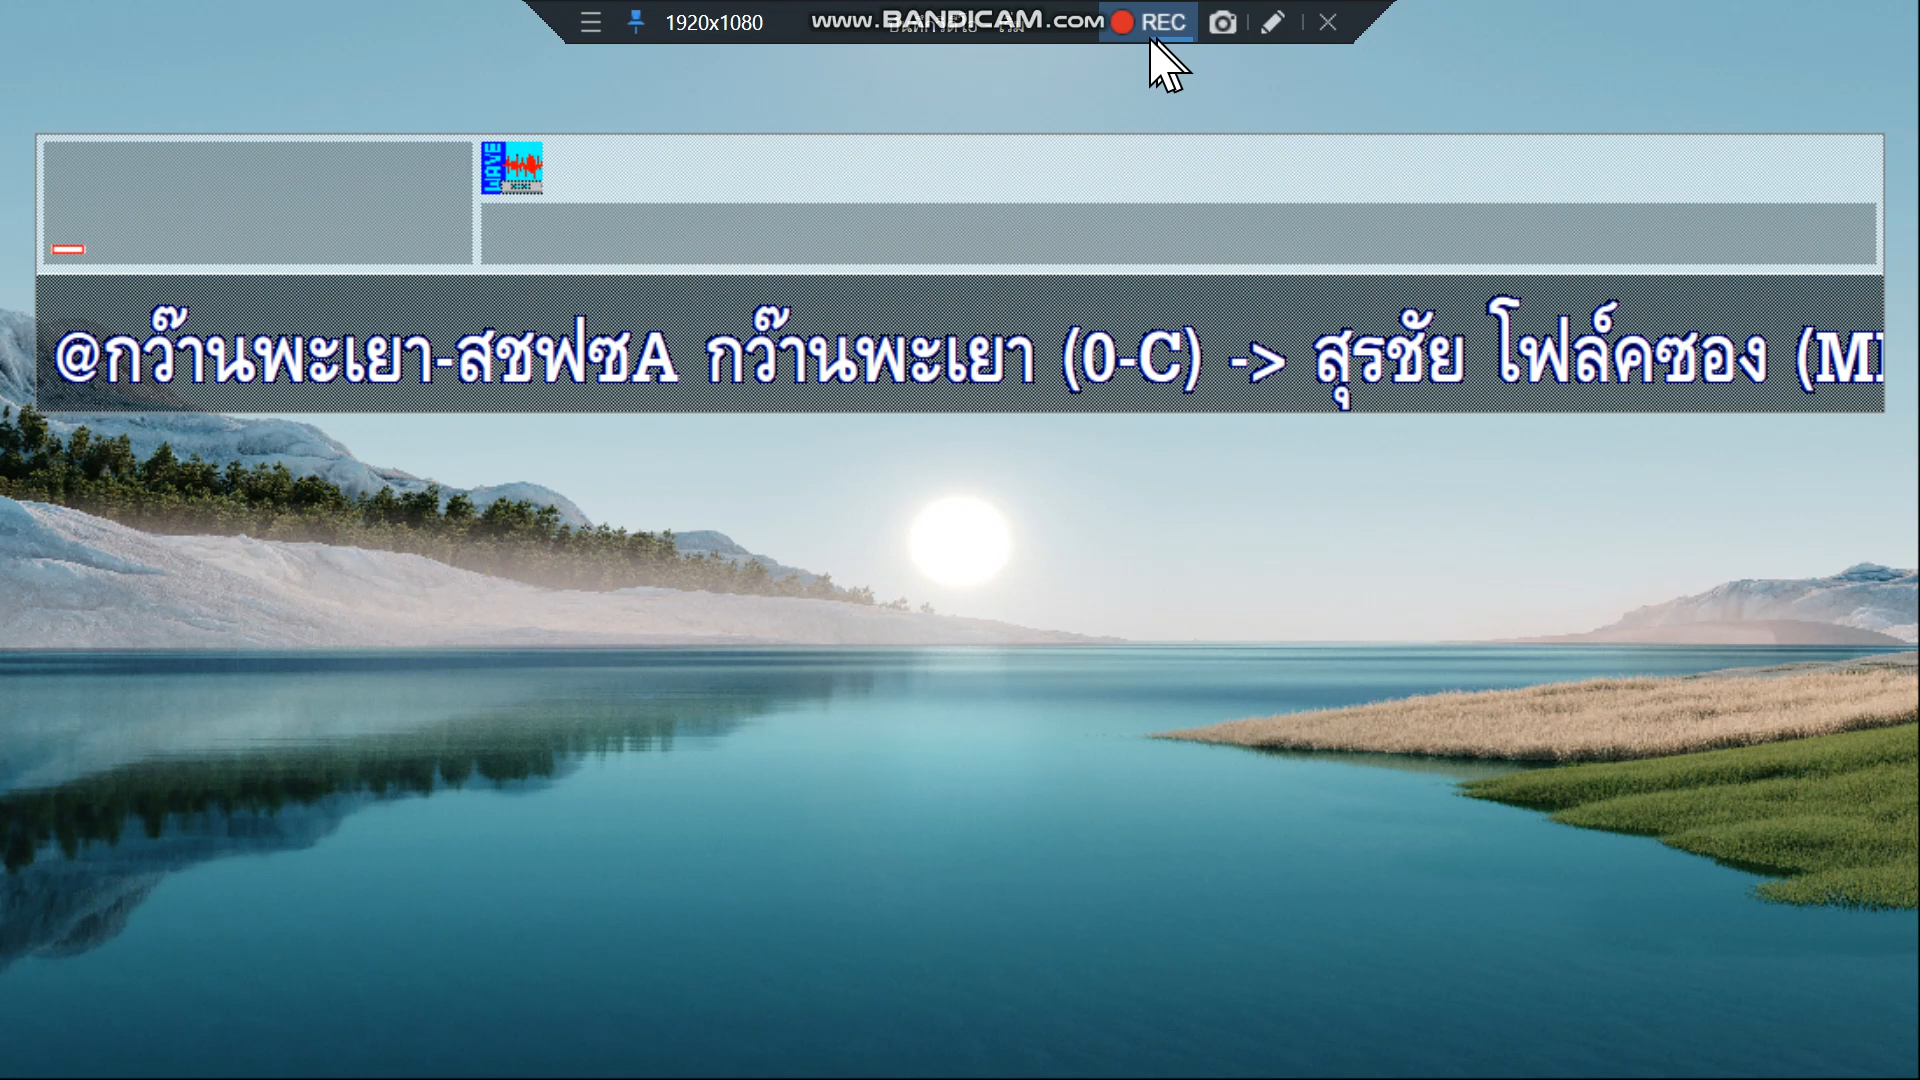 1920x1080
www.BANDICAM.com
REC
WAVE
@กว๊านพะเยา-สชฟซA กว๊านพะเยา (0-C) -> สุรชัย โฟล์คซอง (MI